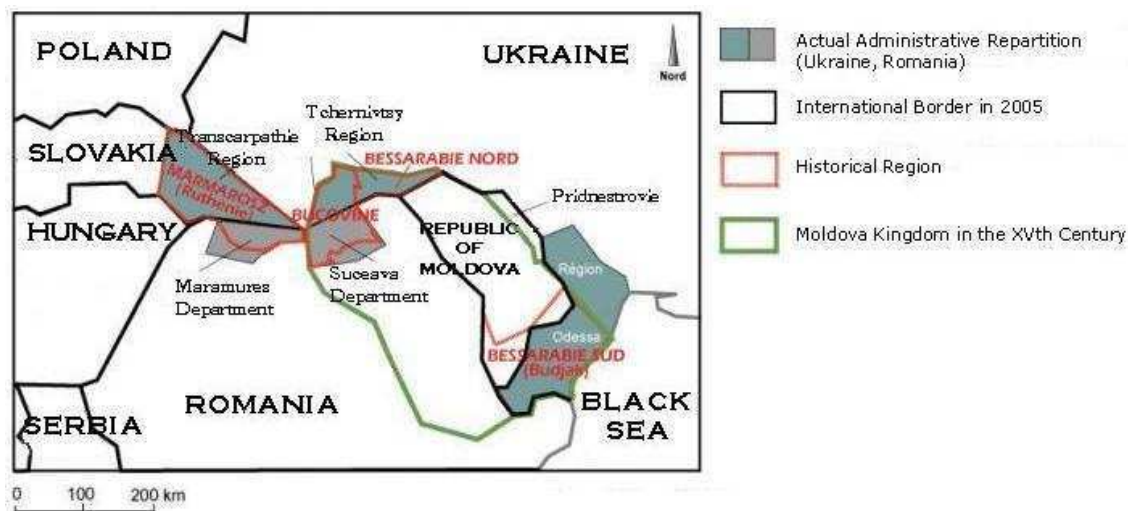 POLAND
UKRAINE
Nord
Tchernivtsy
Region
Transcarpathie
Region
SLOVAKIA
BESSARABIE NORD
MARMAROSZ
(Ruthenie)
Pridnestrovie
BUCOVINE
HUNGARY
REPUBLIC
OF
MOLDOVA
Région
Suceava
Department
Maramures
Department
Odessa
BESSARABIE SUD
(Budjak)
ROMANIA
BLACK
SEA
SERBIA
0 100 200 km
Actual Administrative Repartition
(Ukraine, Romania)
International Border in 2005
Historical Region
Moldova Kingdom in the XVth Century